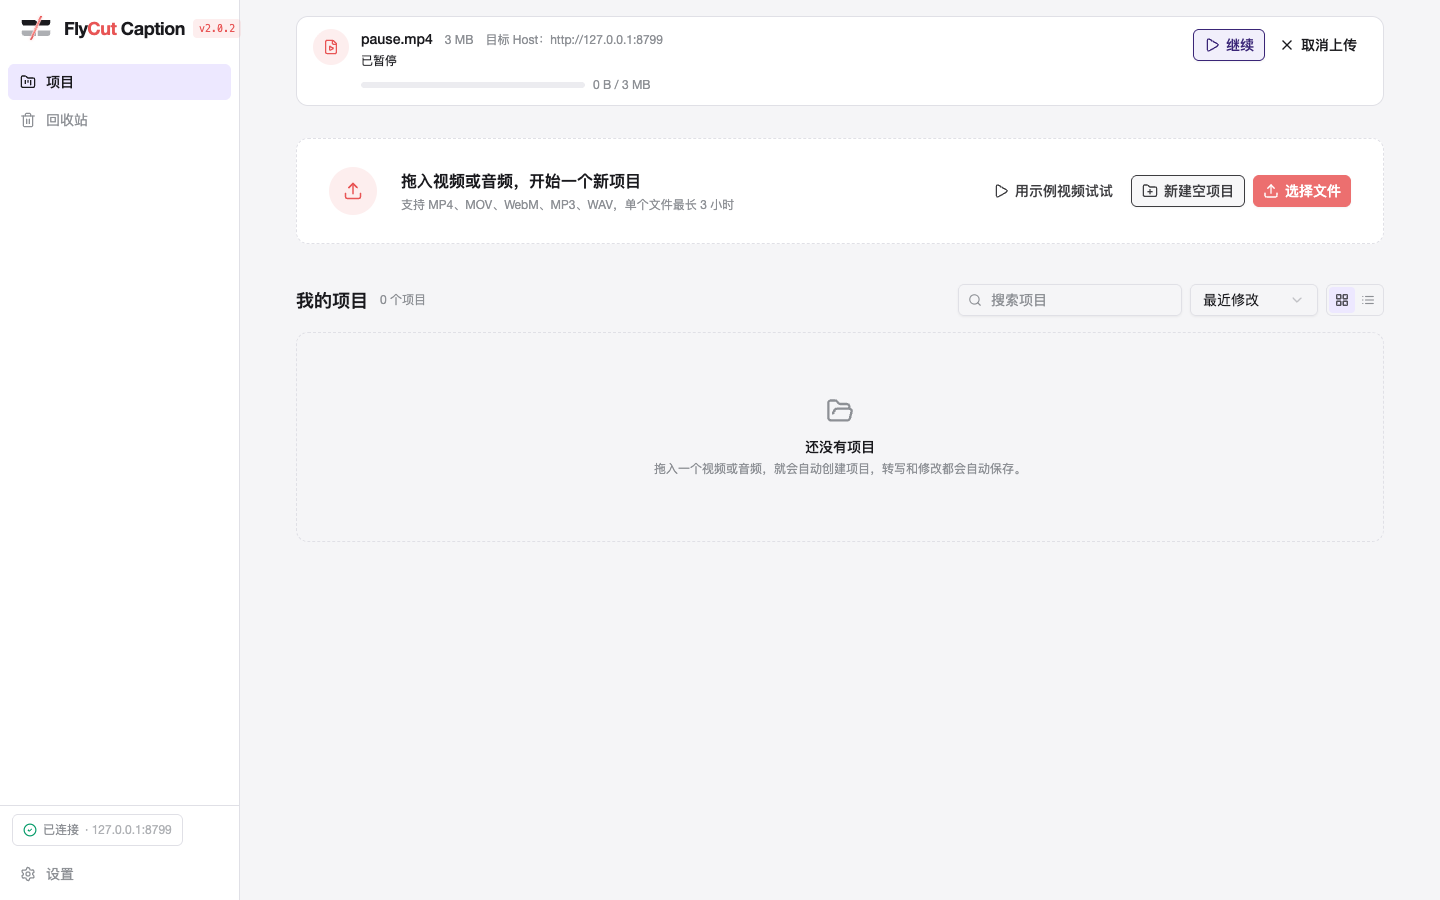 FlyCut Caption v2.0.2
项目
回收站
pause.mp4 3 MB 目标 Host：http://127.0.0.1:8799
已暂停
0 B / 3 MB
继续
取消上传
拖入视频或音频，开始一个新项目
支持 MP4、MOV、WebM、MP3、WAV，单个文件最长 3 小时
用示例视频试试
新建空项目
选择文件
我的项目 0 个项目
搜索项目
最近修改
还没有项目
拖入一个视频或音频，就会自动创建项目，转写和修改都会自动保存。
已连接 · 127.0.0.1:8799
设置